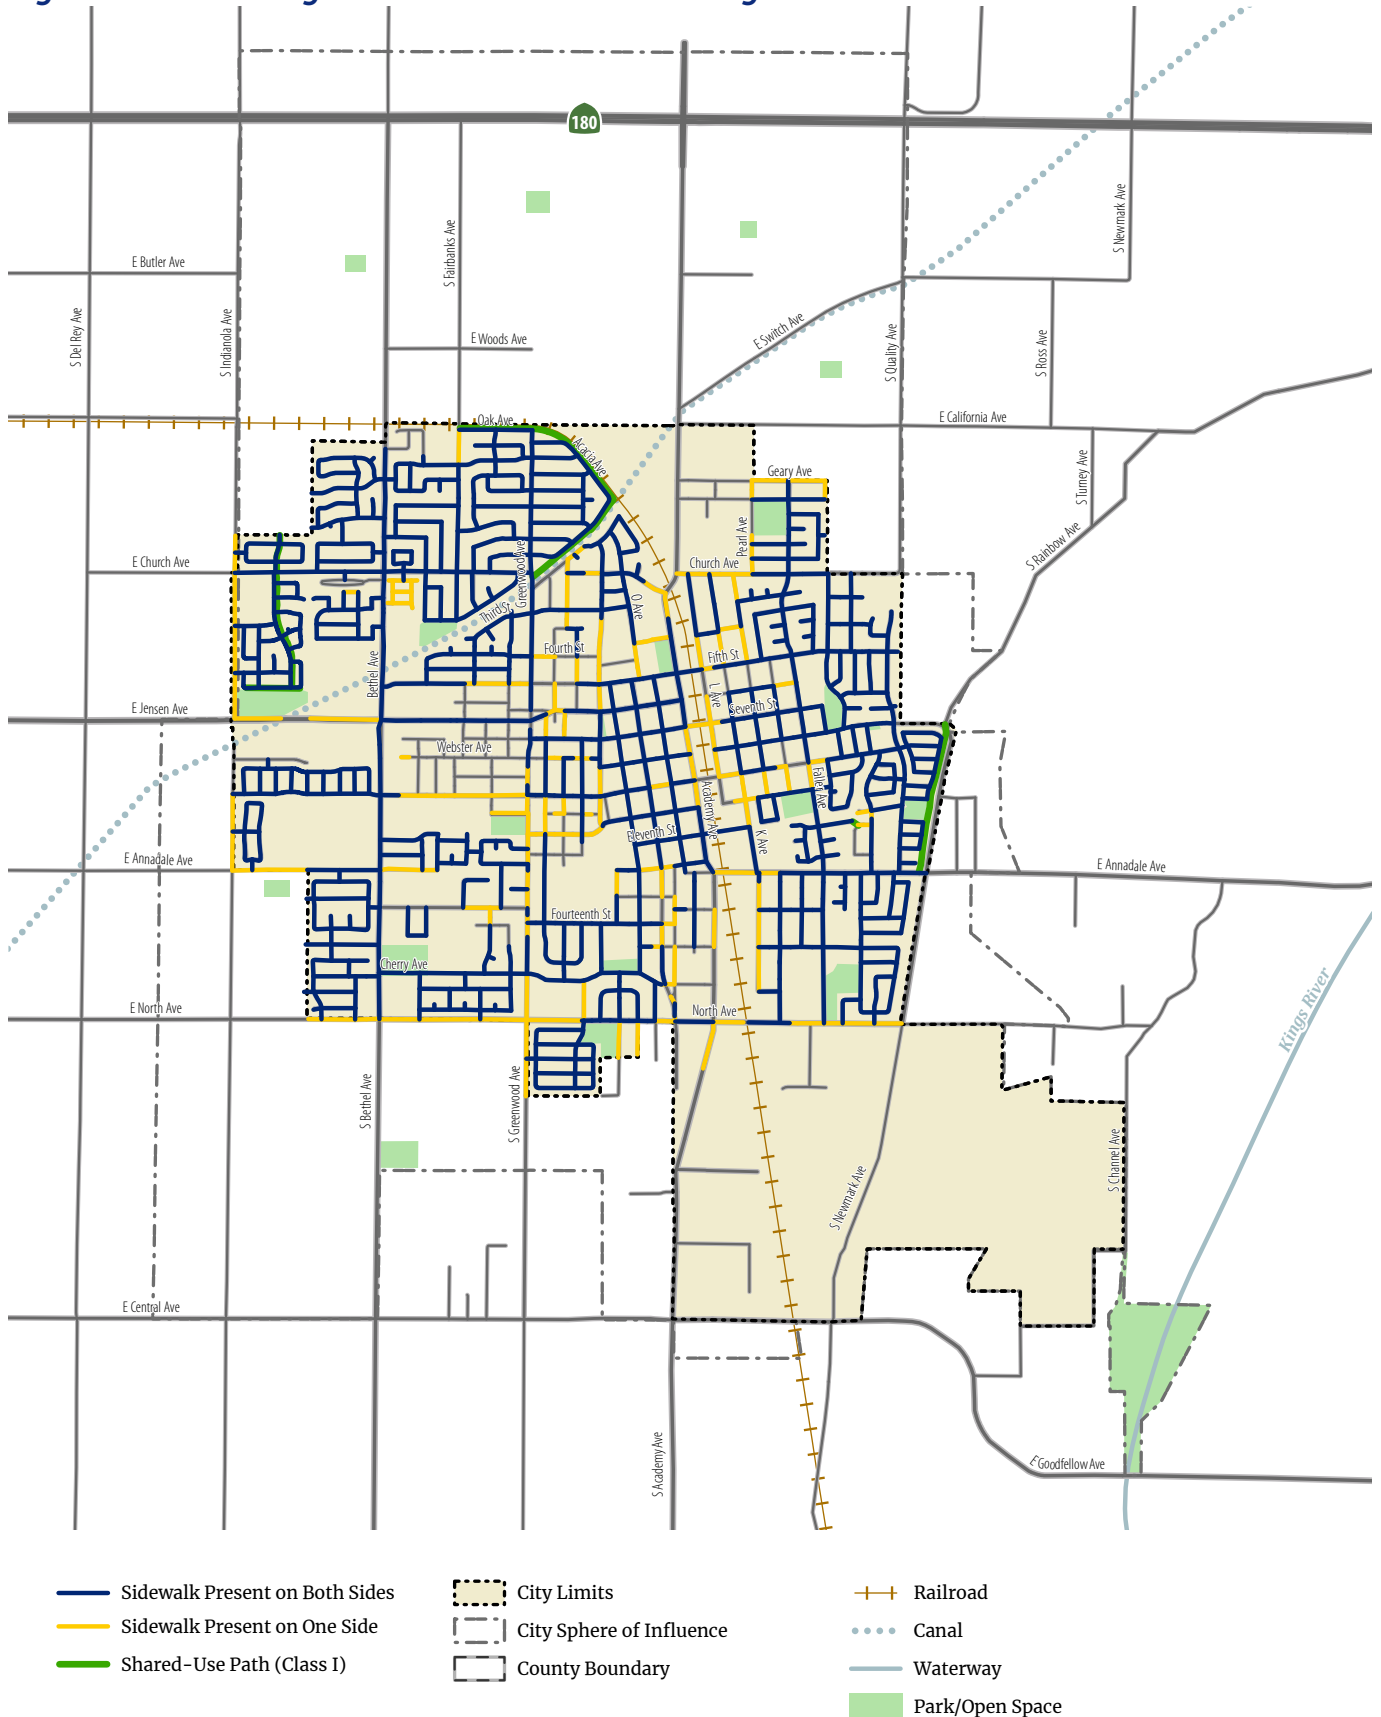 180
S Newmark Ave
S Fairbanks Ave
E Butler Ave
S Del Rey Ave
S Indianola Ave
E Woods Ave
E Switch Ave
S Quality Ave
S Ross Ave
Oak Ave
E California Ave
Acacia Ave
Geary Ave
S Turney Ave
Pearl Ave
S Rainbow Ave
E Church Ave
Church Ave
Greenwood Ave
Third St
O Ave
Fourth St
Fifth St
Bethel Ave
L Ave
E Jensen Ave
Seventh St
Webster Ave
Academy Ave
Faller Ave
Eleventh St
K Ave
E Annadale Ave
E Annadale Ave
Fourteenth St
Cherry Ave
E North Ave
North Ave
Kings River
S Bethel Ave
S Greenwood Ave
S Channel Ave
S Newmark Ave
E Central Ave
S Academy Ave
E Goodfellow Ave
Sidewalk Present on Both Sides
Sidewalk Present on One Side
Shared-Use Path (Class I)
City Limits
City Sphere of Influence
County Boundary
Railroad
Canal
Waterway
Park/Open Space